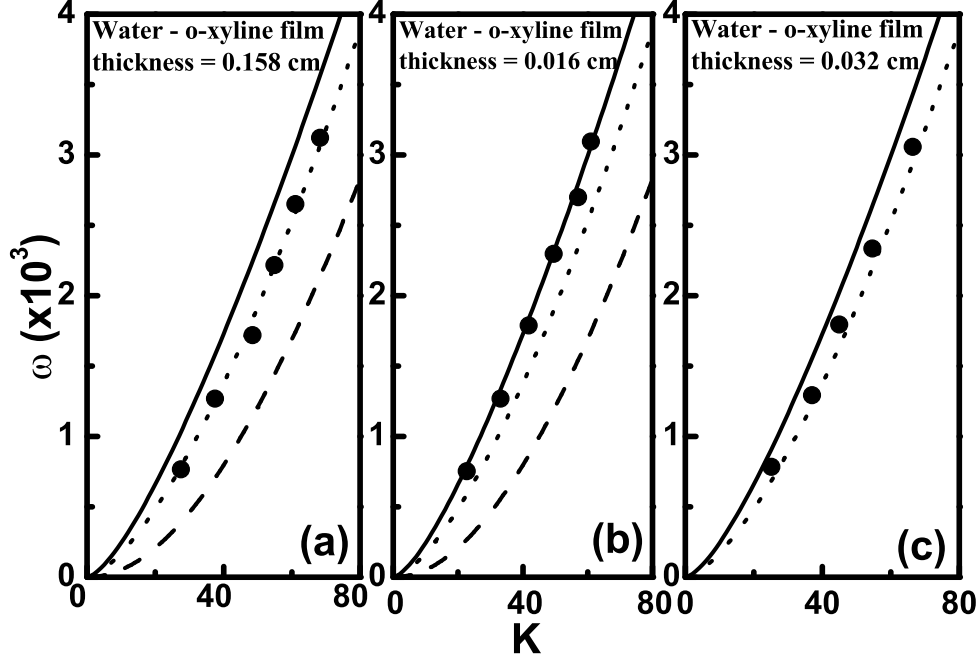 Water - o-xyline film
thickness = 0.158 cm
Water - o-xyline film
thickness = 0.016 cm
Water - o-xyline film
thickness = 0.032 cm
4
3
2
1
0
4
3
2
1
0
4
3
2
1
0
ω (x10³)
(a)
(b)
(c)
0 40 80
0 40 80
0 40 80
K